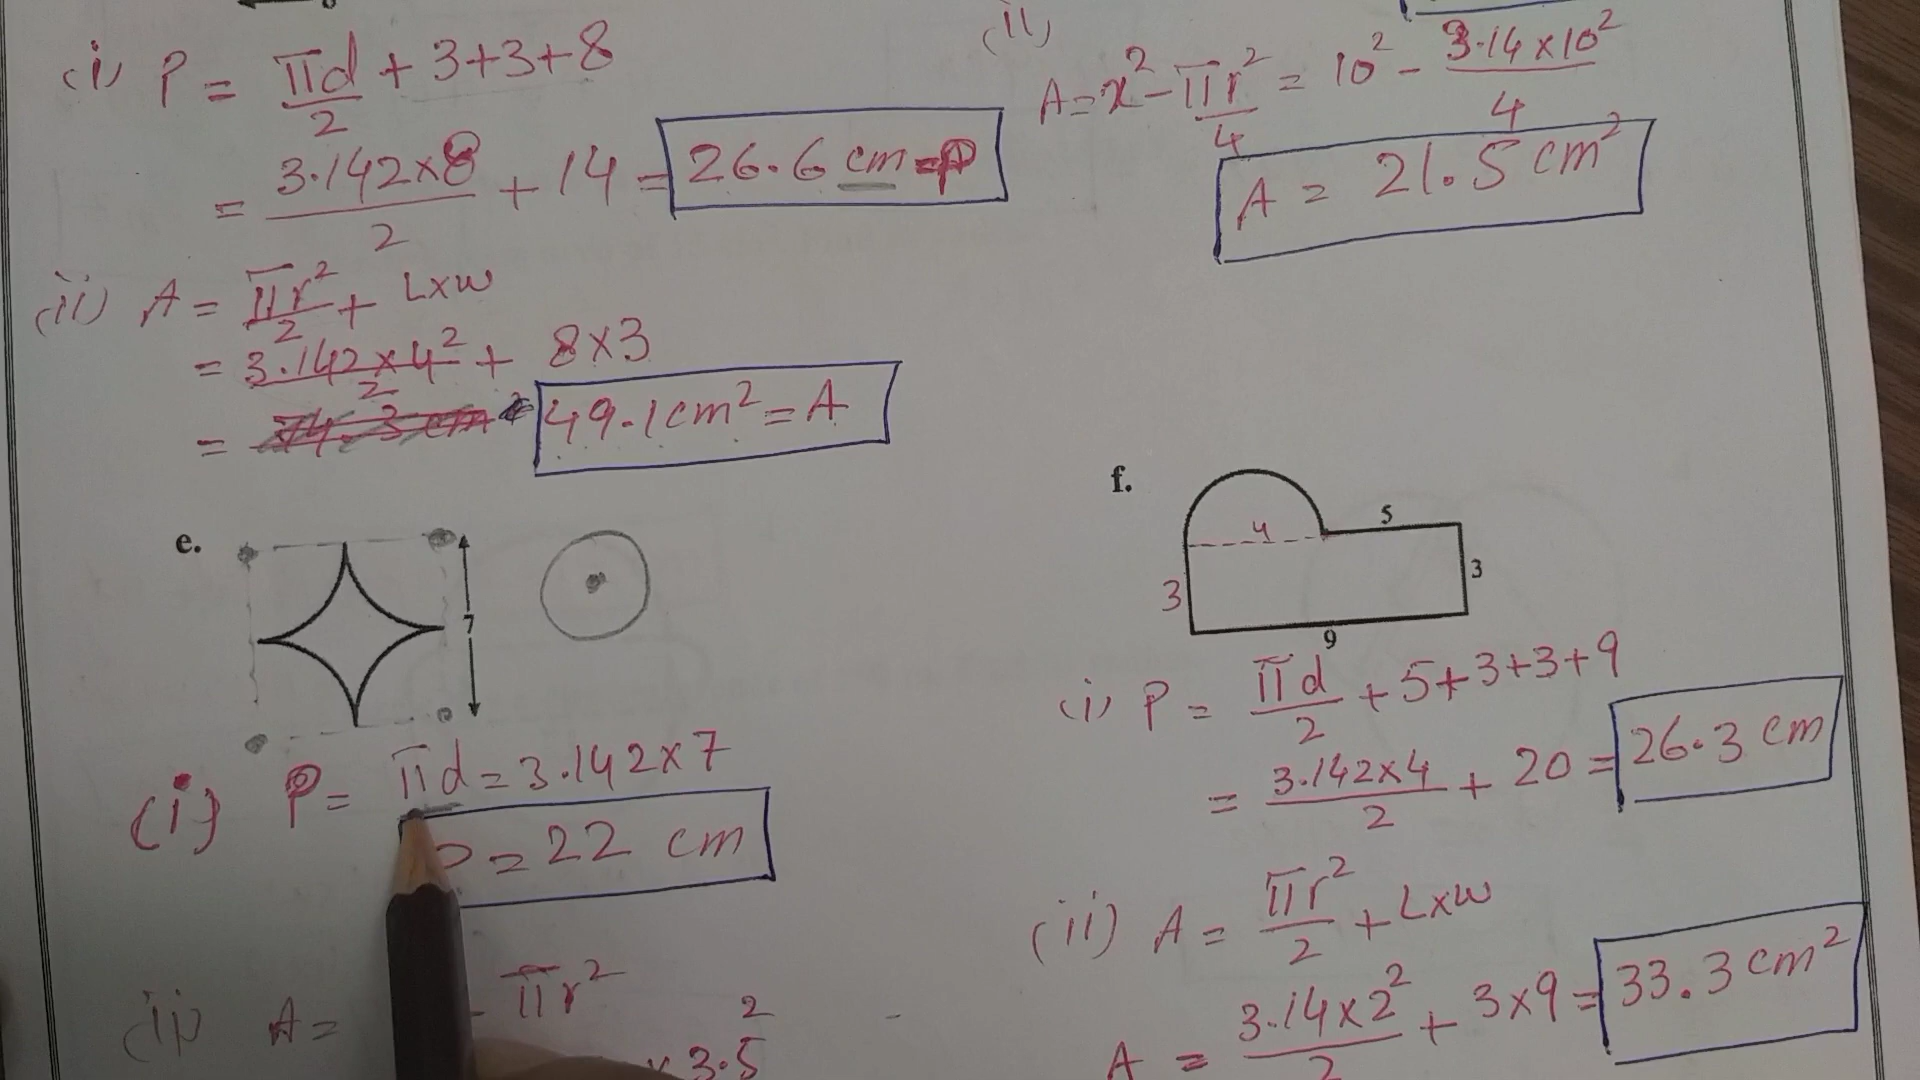 (i) P = πd/2 + 3+3+8
= 3.142×8/2 + 14 = 26.6 cm = P
(ii) A = πr²/2 + L×w
= 3.142×4²/2 + 8×3
= 49.1cm² = A
(ii)
A = x² - πr²/4 = 10² - 3.14×10²/4
A = 21.5 cm²
e.
7
(i) P = πd = 3.142×7
= 22 cm
(ii) A = - πr²
× 3.5²
f.
4
5
3
3
9
(i) P = πd/2 + 5+3+3+9
= 3.142×4/2 + 20 = 26.3 cm
(ii) A = πr²/2 + L×w
A = 3.14×2²/2 + 3×9 = 33.3 cm²